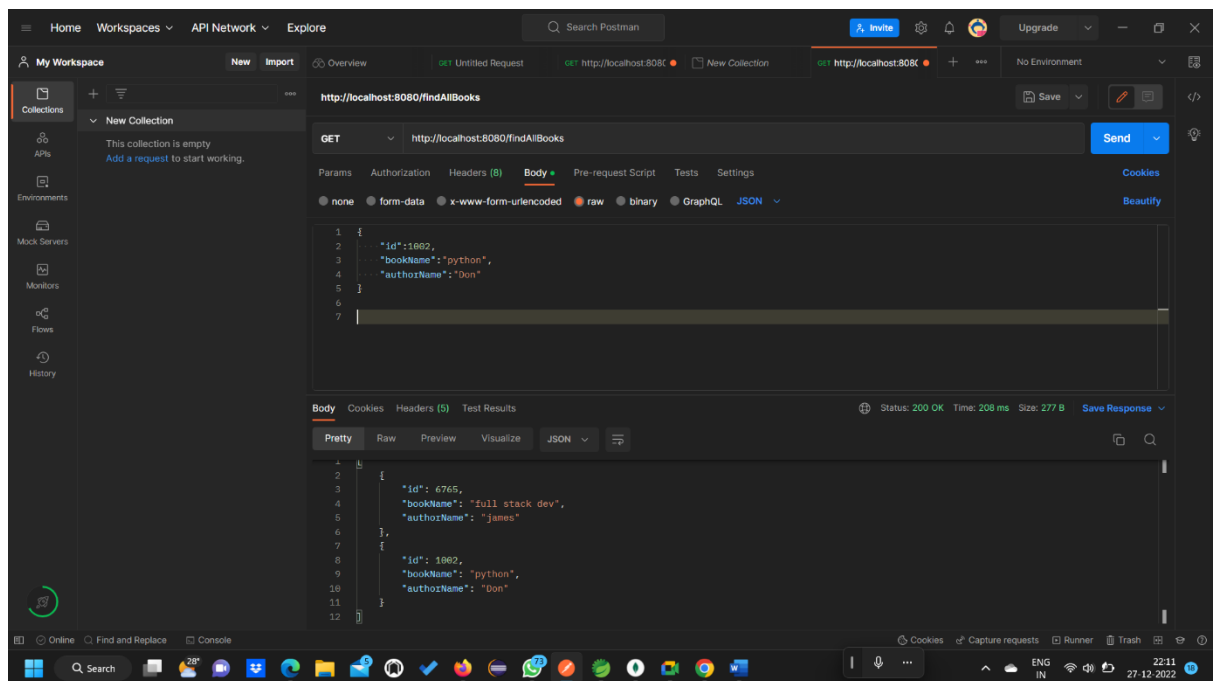 Home Workspaces API Network Explore Search Postman Invite Upgrade
My Workspace New Import Overview GET Untitled Request GET http://localhost:8080 New Collection GET http://localhost:8080 No Environment
Collections
New Collection
This collection is empty
Add a request to start working.
APIs
Environments
Mock Servers
Monitors
Flows
History
http://localhost:8080/findAllBooks Save
GET http://localhost:8080/findAllBooks Send
Params Authorization Headers (8) Body Pre-request Script Tests Settings Cookies
none form-data x-www-form-urlencoded raw binary GraphQL JSON Beautify
1 {
2 "id":1002,
3 "bookName":"python",
4 "authorName":"Don"
5 }
6
7
Body Cookies Headers (5) Test Results Status: 200 OK Time: 208 ms Size: 277 B Save Response
Pretty Raw Preview Visualize JSON
1 [
2 {
3 "id": 6765,
4 "bookName": "full stack dev",
5 "authorName": "james"
6 },
7 {
8 "id": 1002,
9 "bookName": "python",
10 "authorName": "Don"
11 }
12 ]
Online Find and Replace Console Cookies Capture requests Runner Trash
Search 28° 5 73 ENG 22:11
IN 27-12-2022 18